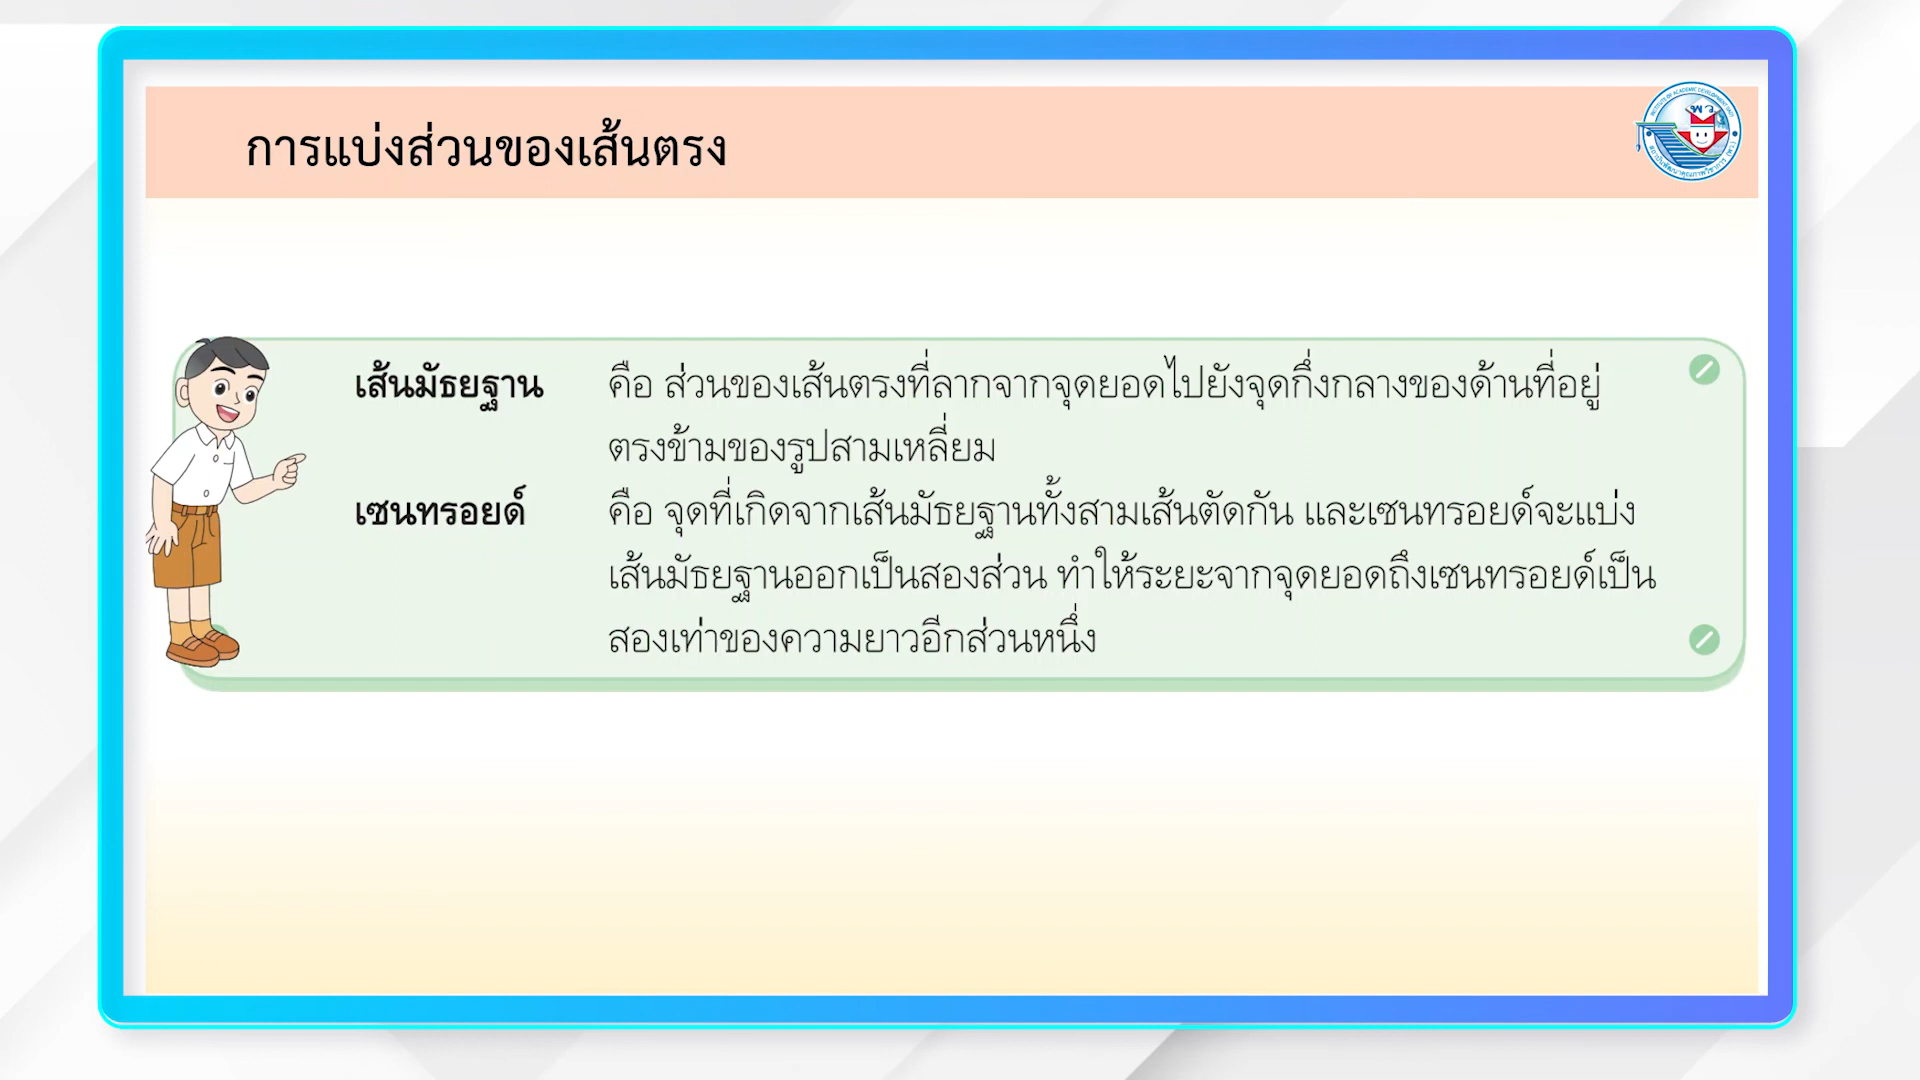 การแบ่งส่วนของเส้นตรง
พว
เส้นมัธยฐาน คือ ส่วนของเส้นตรงที่ลากจากจุดยอดไปยังจุดกึ่งกลางของด้านที่อยู่
ตรงข้ามของรูปสามเหลี่ยม
เซนทรอยด์ คือ จุดที่เกิดจากเส้นมัธยฐานทั้งสามเส้นตัดกัน และเซนทรอยด์จะแบ่ง
เส้นมัธยฐานออกเป็นสองส่วน ทำให้ระยะจากจุดยอดถึงเซนทรอยด์เป็น
สองเท่าของความยาวอีกส่วนหนึ่ง